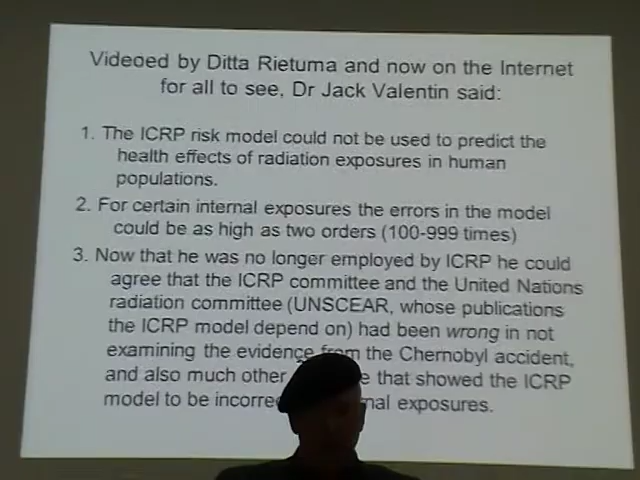 Videoed by Ditta Rietuma and now on the Internet
for all to see, Dr Jack Valentin said:
1. The ICRP risk model could not be used to predict the
health effects of radiation exposures in human
populations.
2. For certain internal exposures the errors in the model
could be as high as two orders (100-999 times)
3. Now that he was no longer employed by ICRP he could
agree that the ICRP committee and the United Nations
radiation committee (UNSCEAR, whose publications
the ICRP model depend on) had been wrong in not
examining the evidence from the Chernobyl accident,
and also much other that showed the ICRP
model to be exposures.